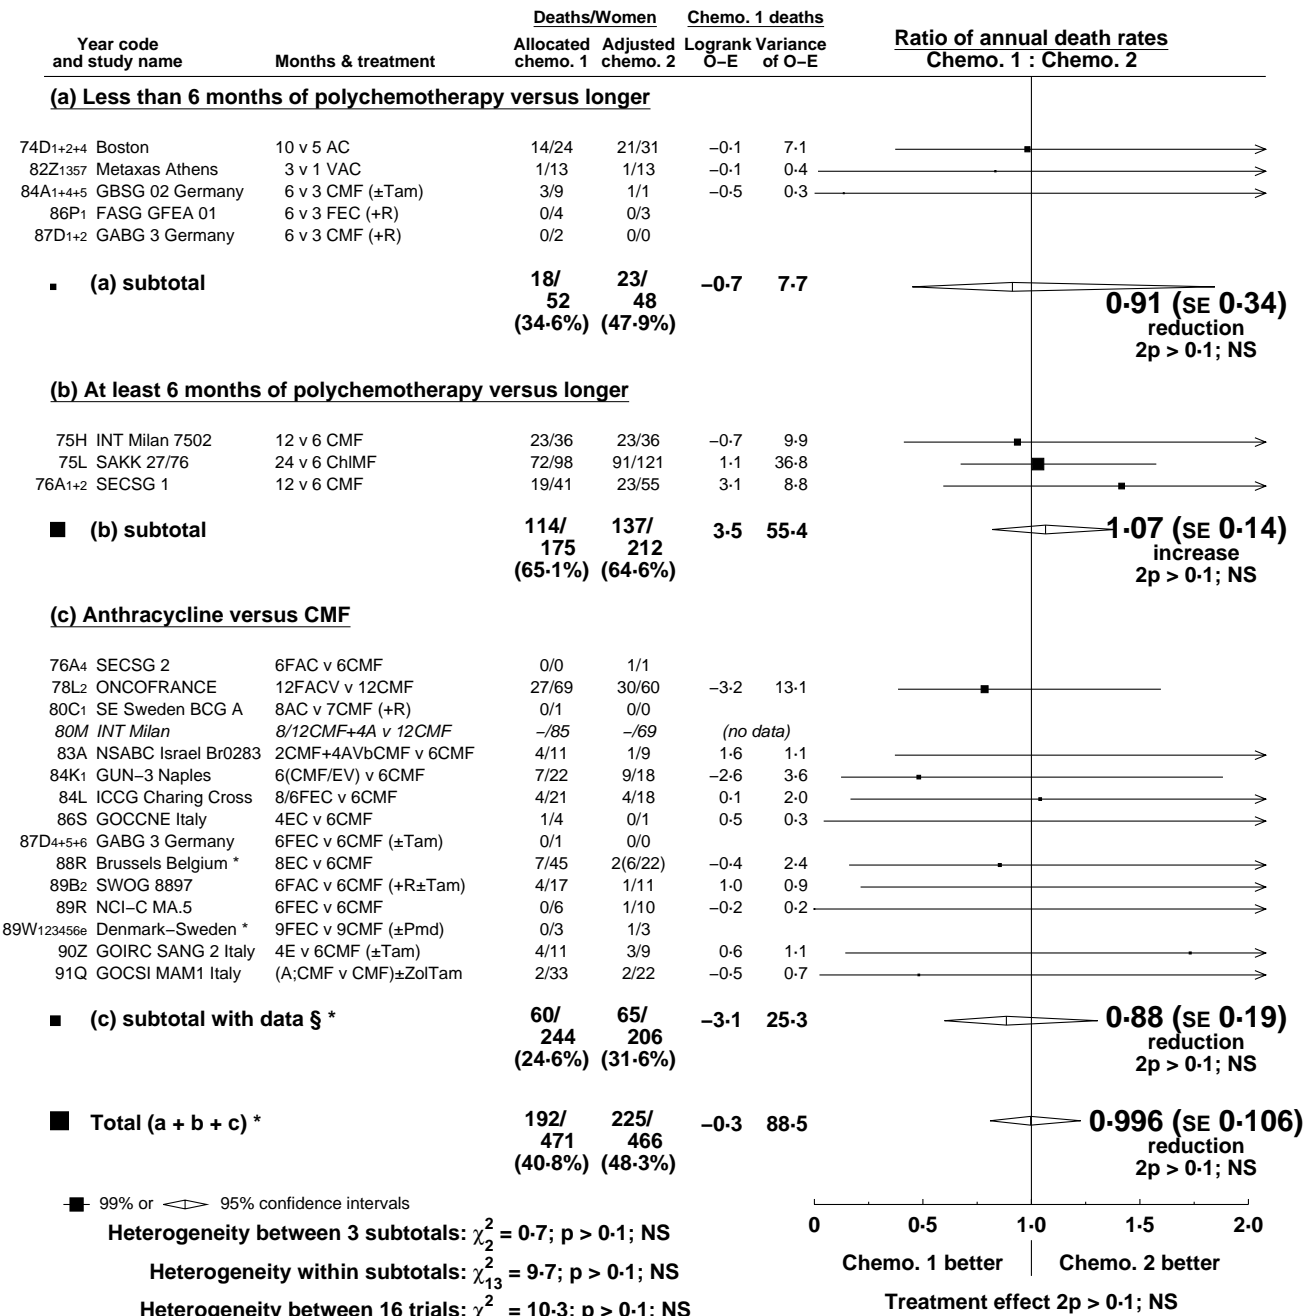 Deaths/Women Chemo. 1 deaths
Year code and study name Months & treatment Allocated chemo. 1 Adjusted chemo. 2 Logrank O–E Variance of O–E Ratio of annual death rates Chemo. 1 : Chemo. 2
(a) Less than 6 months of polychemotherapy versus longer
74D1+2+4 Boston 10 v 5 AC 14/24 21/31 –0·1 7·1
82Z1357 Metaxas Athens 3 v 1 VAC 1/13 1/13 –0·1 0·4
84A1+4+5 GBSG 02 Germany 6 v 3 CMF (±Tam) 3/9 1/1 –0·5 0·3
86P1 FASG GFEA 01 6 v 3 FEC (+R) 0/4 0/3
87D1+2 GABG 3 Germany 6 v 3 CMF (+R) 0/2 0/0
(a) subtotal 18/52 (34·6%) 23/48 (47·9%) –0·7 7·7 0·91 (SE 0·34)
reduction
2p > 0·1; NS
(b) At least 6 months of polychemotherapy versus longer
75H INT Milan 7502 12 v 6 CMF 23/36 23/36 –0·7 9·9
75L SAKK 27/76 24 v 6 ChlMF 72/98 91/121 1·1 36·8
76A1+2 SECSG 1 12 v 6 CMF 19/41 23/55 3·1 8·8
(b) subtotal 114/175 (65·1%) 137/212 (64·6%) 3·5 55·4 1·07 (SE 0·14)
increase
2p > 0·1; NS
(c) Anthracycline versus CMF
76A4 SECSG 2 6FAC v 6CMF 0/0 1/1
78L2 ONCOFRANCE 12FACV v 12CMF 27/69 30/60 –3·2 13·1
80C1 SE Sweden BCG A 8AC v 7CMF (+R) 0/1 0/0
80M INT Milan 8/12CMF+4A v 12CMF –/85 –/69 (no data)
83A NSABC Israel Br0283 2CMF+4AVbCMF v 6CMF 4/11 1/9 1·6 1·1
84K1 GUN–3 Naples 6(CMF/EV) v 6CMF 7/22 9/18 –2·6 3·6
84L ICCG Charing Cross 8/6FEC v 6CMF 4/21 4/18 0·1 2·0
86S GOCCNE Italy 4EC v 6CMF 1/4 0/1 0·5 0·3
87D4+5+6 GABG 3 Germany 6FEC v 6CMF (±Tam) 0/1 0/0
88R Brussels Belgium * 8EC v 6CMF 7/45 2(6/22) –0·4 2·4
89B2 SWOG 8897 6FAC v 6CMF (+R±Tam) 4/17 1/11 1·0 0·9
89R NCI–C MA.5 6FEC v 6CMF 0/6 1/10 –0·2 0·2
89W123456e Denmark–Sweden * 9FEC v 9CMF (±Pmd) 0/3 1/3
90Z GOIRC SANG 2 Italy 4E v 6CMF (±Tam) 4/11 3/9 0·6 1·1
91Q GOCSI MAM1 Italy (A;CMF v CMF)±ZolTam 2/33 2/22 –0·5 0·7
(c) subtotal with data § * 60/244 (24·6%) 65/206 (31·6%) –3·1 25·3 0·88 (SE 0·19)
reduction
2p > 0·1; NS
Total (a + b + c) * 192/471 (40·8%) 225/466 (48·3%) –0·3 88·5 0·996 (SE 0·106)
reduction
2p > 0·1; NS
99% or 95% confidence intervals
0 0·5 1·0 1·5 2·0
Chemo. 1 better Chemo. 2 better
Treatment effect 2p > 0·1; NS
Heterogeneity between 3 subtotals: χ²₂ = 0·7; p > 0·1; NS
Heterogeneity within subtotals: χ²₁₃ = 9·7; p > 0·1; NS
Heterogeneity between 16 trials: χ² = 10·3; p > 0·1; NS